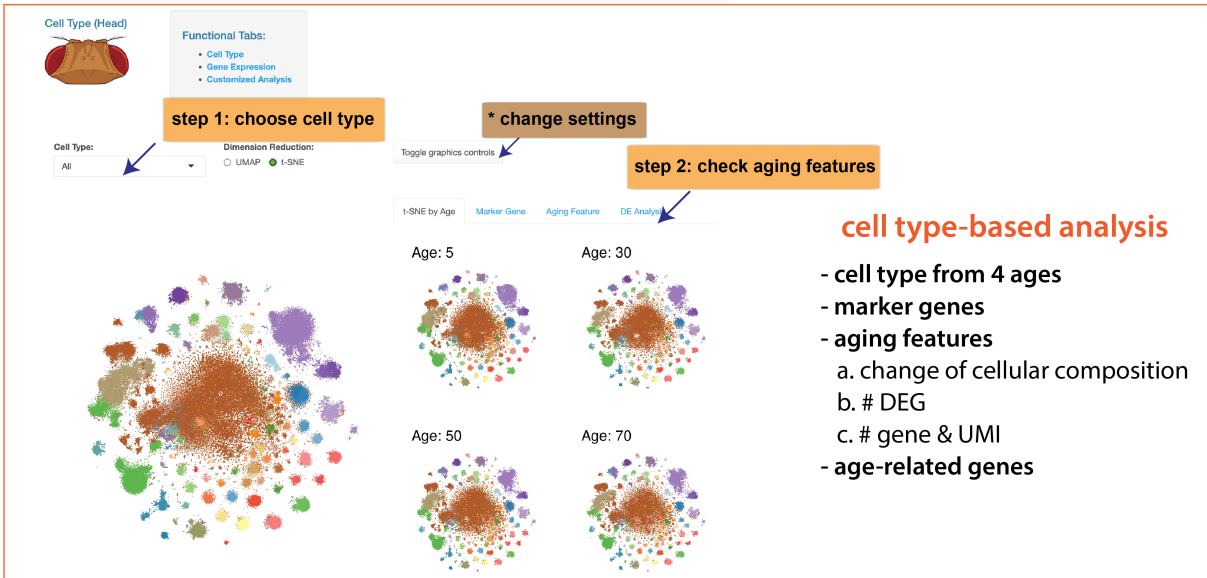 Cell Type (Head)
Functional Tabs:
• Cell Type
• Gene Expression
• Customized Analysis
step 1: choose cell type
* change settings
Cell Type:
All
Dimension Reduction:
UMAP t-SNE
Toggle graphics controls
step 2: check aging features
t-SNE by Age Marker Gene Aging Feature DE Analysis
Age: 5
Age: 30
Age: 50
Age: 70
cell type-based analysis
- cell type from 4 ages
- marker genes
- aging features
a. change of cellular composition
b. # DEG
c. # gene & UMI
- age-related genes